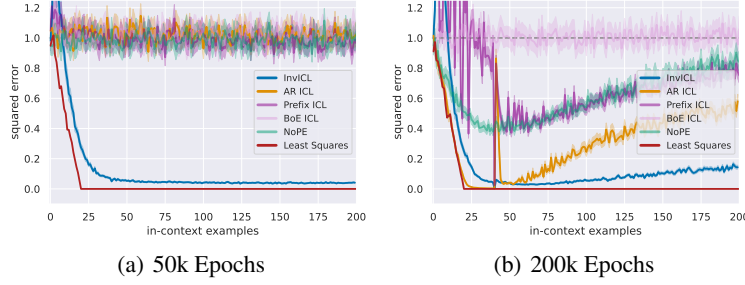 1.2
1.0
0.8
0.6
0.4
0.2
0.0
squared error
InvICL
AR ICL
Prefix ICL
BoE ICL
NoPE
Least Squares
0 25 50 75 100 125 150 175 200
in-context examples
(a) 50k Epochs
1.2
1.0
0.8
0.6
0.4
0.2
0.0
squared error
InvICL
AR ICL
Prefix ICL
BoE ICL
NoPE
Least Squares
0 25 50 75 100 125 150 175 200
in-context examples
(b) 200k Epochs